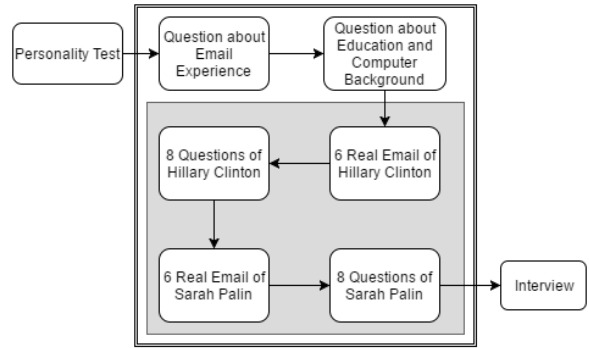 Personality Test
Question about
Email
Experience
Question about
Education and
Computer
Background
6 Real Email of
Hillary Clinton
8 Questions of
Hillary Clinton
6 Real Email of
Sarah Palin
8 Questions of
Sarah Palin
Interview